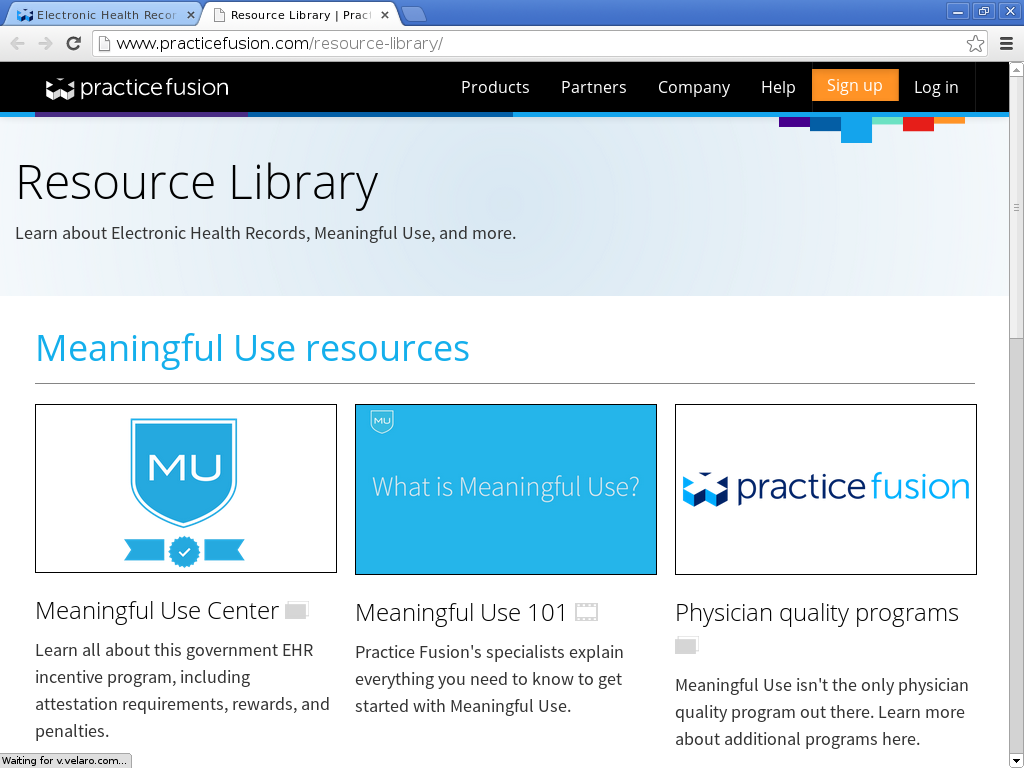 Electronic Health Recor
Resource Library | Prac
www.practicefusion.com/resource-library/
practice fusion
Products
Partners
Company
Help
Sign up
Log in
Resource Library
Learn about Electronic Health Records, Meaningful Use, and more.
Meaningful Use resources
MU
MU
What is Meaningful Use?
practice fusion
Meaningful Use Center
Learn all about this government EHR
incentive program, including
attestation requirements, rewards, and
penalties.
Meaningful Use 101
Practice Fusion's specialists explain
everything you need to know to get
started with Meaningful Use.
Physician quality programs
Meaningful Use isn't the only physician
quality program out there. Learn more
about additional programs here.
Waiting for v.velaro.com...